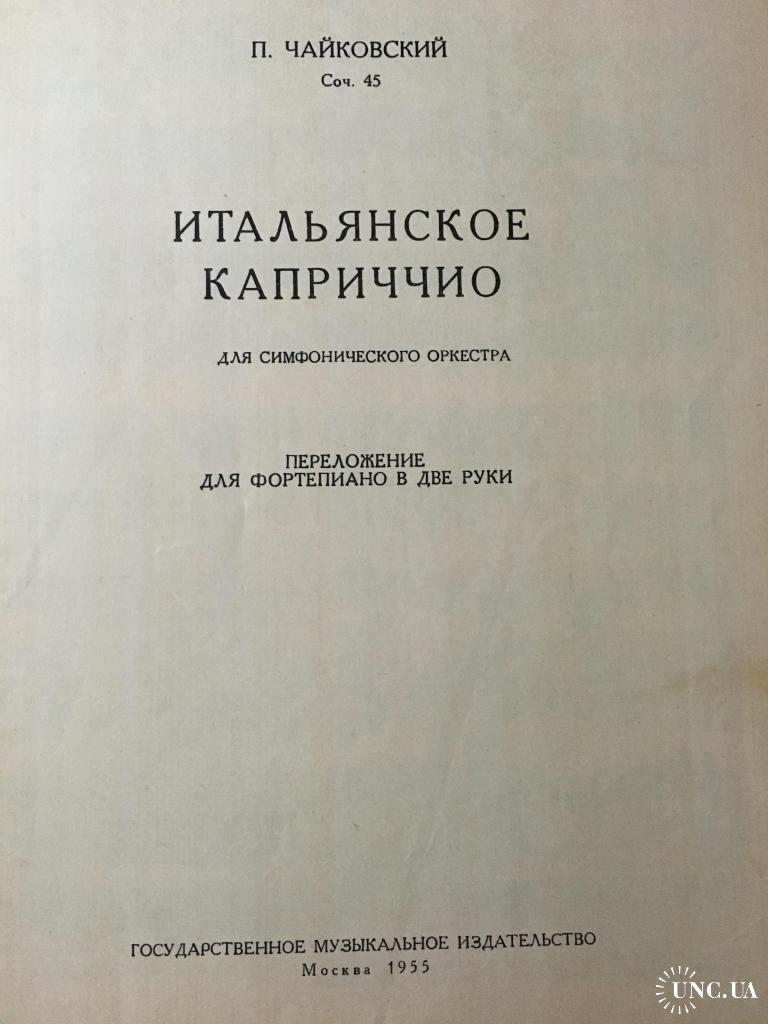 П. ЧАЙКОВСКИЙ
Соч. 45
ИТАЛЬЯНСКОЕ
КАПРИЧЧИО
ДЛЯ СИМФОНИЧЕСКОГО ОРКЕСТРА
ПЕРЕЛОЖЕНИЕ
ДЛЯ ФОРТЕПИАНО В ДВЕ РУКИ
ГОСУДАРСТВЕННОЕ МУЗЫКАЛЬНОЕ ИЗДАТЕЛЬСТВО
Москва 1955
UNC.UA